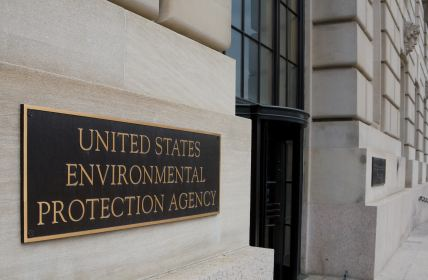 UNITED STATES
ENVIRONMENTAL
PROTECTION AGENCY